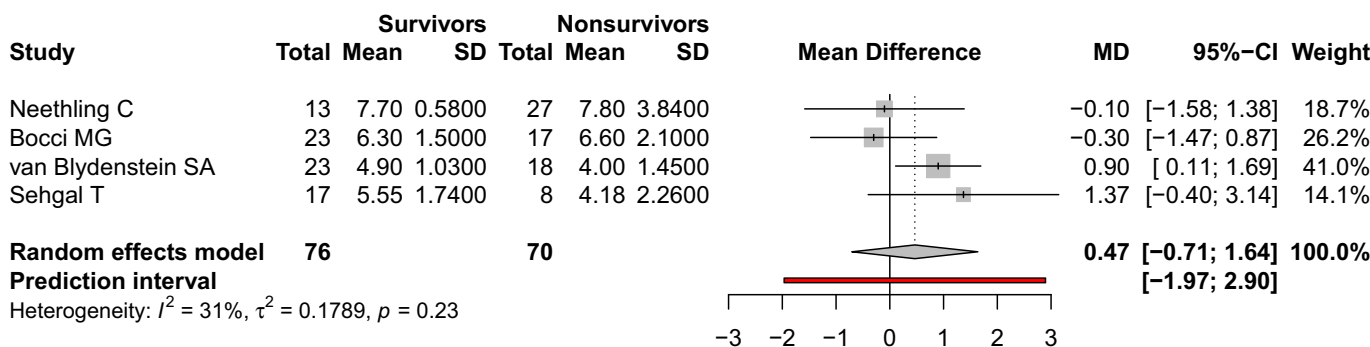 Survivors Nonsurvivors
Study Total Mean SD Total Mean SD Mean Difference MD 95%−CI Weight
Neethling C 13 7.70 0.5800 27 7.80 3.8400 −0.10 [−1.58; 1.38] 18.7%
Bocci MG 23 6.30 1.5000 17 6.60 2.1000 −0.30 [−1.47; 0.87] 26.2%
van Blydenstein SA 23 4.90 1.0300 18 4.00 1.4500 0.90 [ 0.11; 1.69] 41.0%
Sehgal T 17 5.55 1.7400 8 4.18 2.2600 1.37 [−0.40; 3.14] 14.1%
Random effects model 76 70 0.47 [−0.71; 1.64] 100.0%
Prediction interval [−1.97; 2.90]
Heterogeneity: I² = 31%, τ² = 0.1789, p = 0.23
−3 −2 −1 0 1 2 3